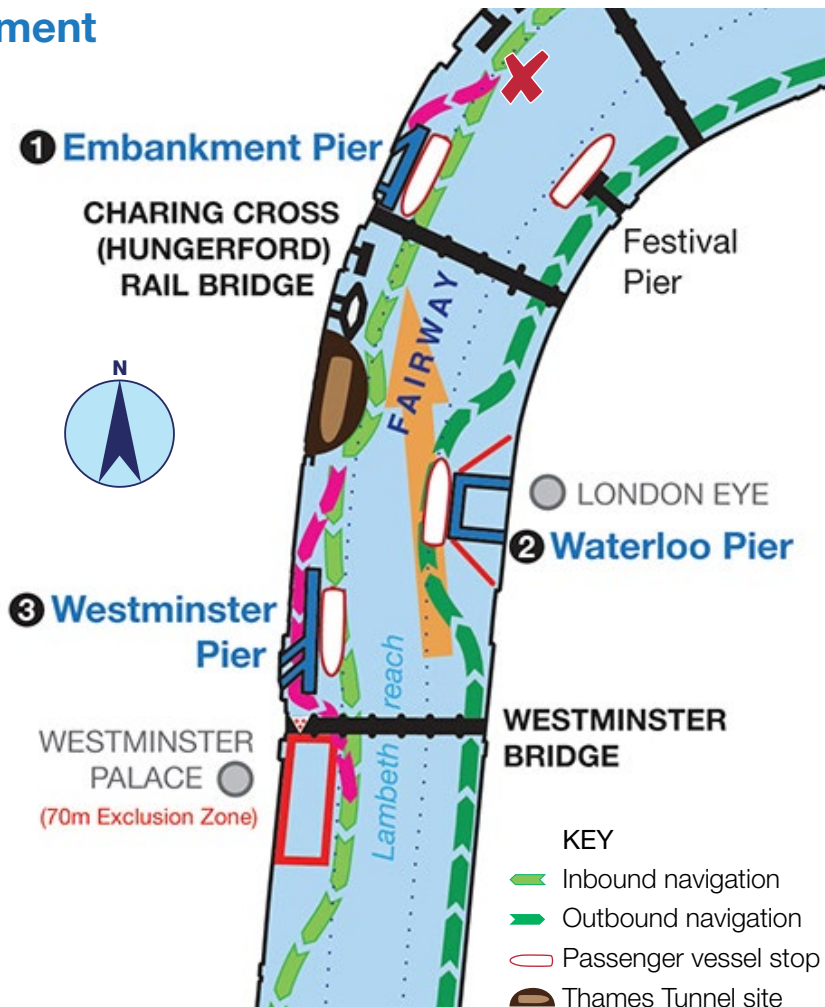 ment
❶ Embankment Pier
CHARING CROSS
(HUNGERFORD)
RAIL BRIDGE
Festival
Pier
FAIRWAY
N
LONDON EYE
❷ Waterloo Pier
❸ Westminster
Pier
Lambeth reach
WESTMINSTER
BRIDGE
WESTMINSTER
PALACE
(70m Exclusion Zone)
KEY
Inbound navigation
Outbound navigation
Passenger vessel stop
Thames Tunnel site